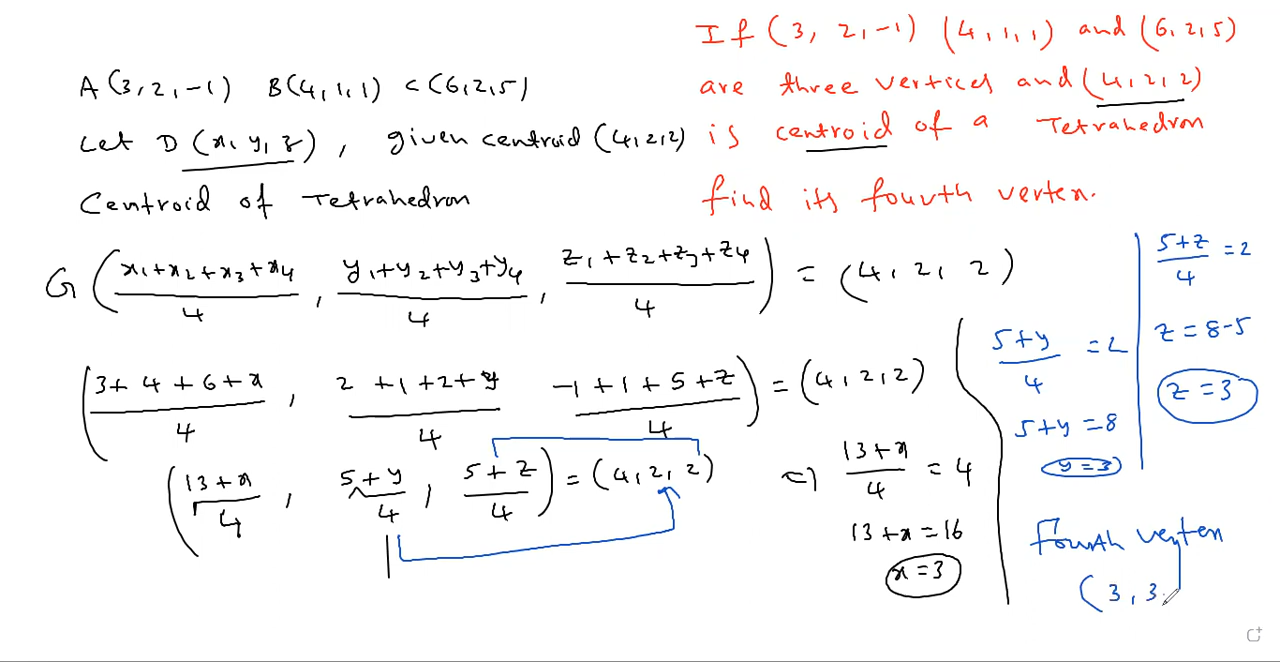 If (3, 2, -1) (4, 1, 1) and (6, 2, 5)
are three vertices and (4, 2, 2)
is centroid of a Tetrahedron
find its fourth vertex.
A (3, 2, -1) B(4, 1, 1) C (6, 2, 5)
Let D (x, y, z), given centroid (4, 2, 2)
Centroid of Tetrahedron
G ( (x1+x2+x3+x4)/4 , (y1+y2+y3+y4)/4 , (z1+z2+z3+z4)/4 ) = (4, 2, 2)
( (3+4+6+x)/4 , (2+1+2+y)/4 (-1+1+5+z)/4 ) = (4, 2, 2)
( (13+x)/4 , (5+y)/4 , (5+z)/4 ) = (4, 2, 2) => (13+x)/4 = 4
13+x = 16
x = 3
(5+y)/4 = 2
5+y = 8
y = 3
(5+z)/4 = 2
z = 8-5
z = 3
Fourth vertex
(3, 3